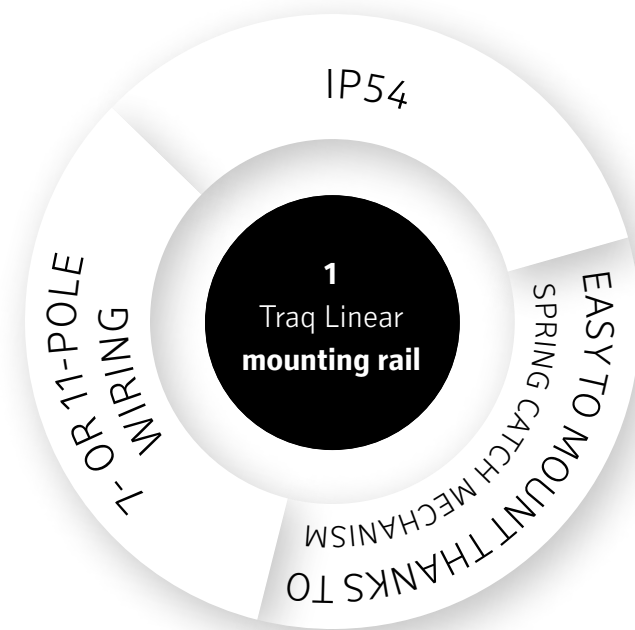 IP54
EASY TO MOUNT THANKS TO
SPRING CATCH MECHANISM
7- OR 11-POLE
WIRING
1
Traq Linear
mounting rail